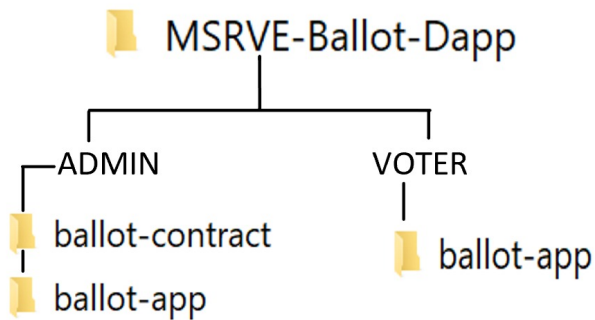 MSRVE-Ballot-Dapp
ADMIN
VOTER
ballot-contract
ballot-app
ballot-app